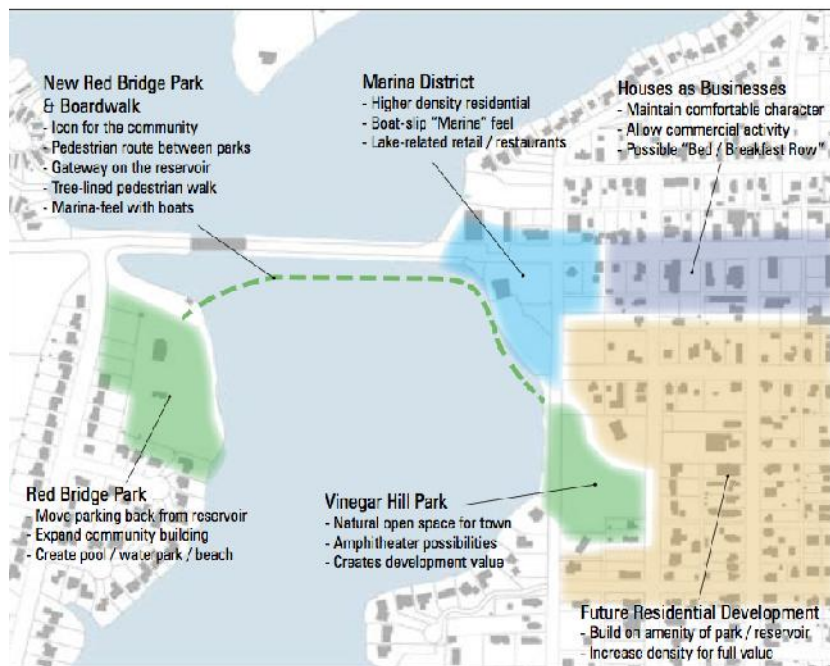 New Red Bridge Park
& Boardwalk
- Icon for the community
- Pedestrian route between parks
- Gateway on the reservoir
- Tree-lined pedestrian walk
- Marina-feel with boats
Marina District
- Higher density residential
- Boat-slip "Marine" feel
- Lake-related retail / restaurants
Houses as Businesses
- Maintain comfortable character
- Allow commercial activity
- Possible "Bed / Breakfast Row"
Red Bridge Park
- Move parking back from reservoir
- Expand community building
- Create pool / water park / beach
Vinegar Hill Park
- Natural open space for town
- Amphitheater possibilities
- Creates development value
Future Residential Development
- Build on amenity of park / reservoir
- Increase density for full value